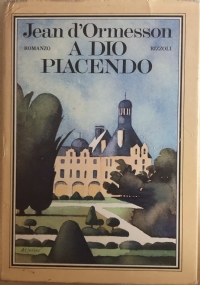 Jean d'Ormesson
A DIO
ROMANZO RIZZOLI
PIACENDO